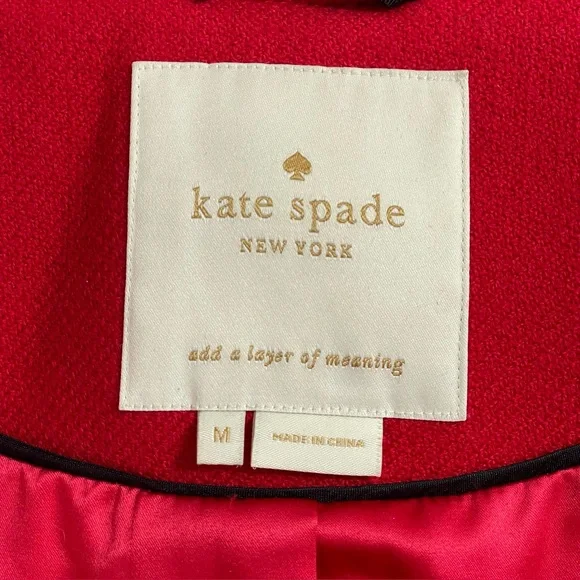 kate spade
NEW YORK
add a layer of meaning
M
MADE IN CHINA